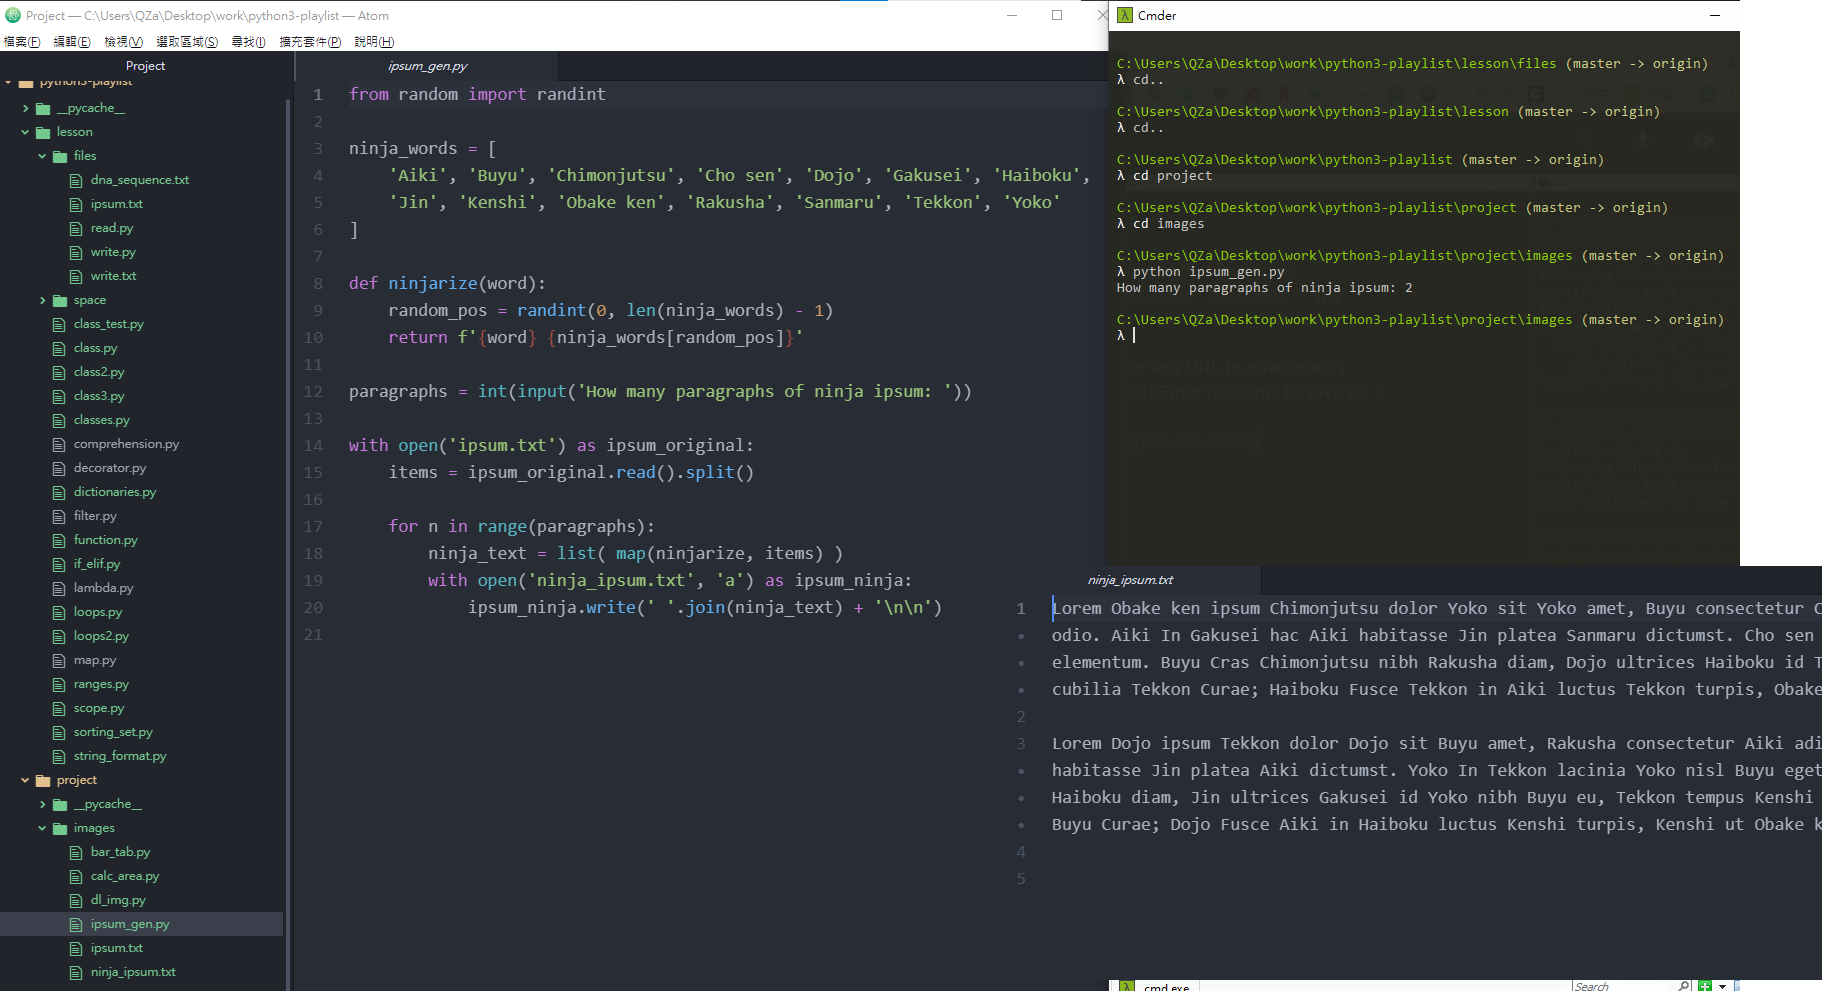 Project — C:\Users\QZa\Desktop\work\python3-playlist — Atom
檔案(F) 編輯(E) 檢視(V) 選取區域(S) 尋找(I) 擴充套件(P) 說明(H)
Project
python3-playlist
__pycache__
lesson
files
dna_sequence.txt
ipsum.txt
read.py
write.py
write.txt
space
class_test.py
class.py
class2.py
class3.py
classes.py
comprehension.py
decorator.py
dictionaries.py
filter.py
function.py
if_elif.py
lambda.py
loops.py
loops2.py
map.py
ranges.py
scope.py
sorting_set.py
string_format.py
project
__pycache__
images
bar_tab.py
calc_area.py
dl_img.py
ipsum_gen.py
ipsum.txt
ninja_ipsum.txt
ipsum_gen.py
1 from random import randint
2
3 ninja_words = [
4     'Aiki', 'Buyu', 'Chimonjutsu', 'Cho sen', 'Dojo', 'Gakusei', 'Haiboku',
5     'Jin', 'Kenshi', 'Obake ken', 'Rakusha', 'Sanmaru', 'Tekkon', 'Yoko'
6 ]
7
8 def ninjarize(word):
9     random_pos = randint(0, len(ninja_words) - 1)
10     return f'{word} {ninja_words[random_pos]}'
11
12 paragraphs = int(input('How many paragraphs of ninja ipsum: '))
13
14 with open('ipsum.txt') as ipsum_original:
15     items = ipsum_original.read().split()
16
17     for n in range(paragraphs):
18         ninja_text = list( map(ninjarize, items) )
19         with open('ninja_ipsum.txt', 'a') as ipsum_ninja:
20             ipsum_ninja.write(' '.join(ninja_text) + '\n\n')
21
λ Cmder
C:\Users\QZa\Desktop\work\python3-playlist\lesson\files (master -> origin)
λ cd..
C:\Users\QZa\Desktop\work\python3-playlist\lesson (master -> origin)
λ cd..
C:\Users\QZa\Desktop\work\python3-playlist (master -> origin)
λ cd project
C:\Users\QZa\Desktop\work\python3-playlist\project (master -> origin)
λ cd images
C:\Users\QZa\Desktop\work\python3-playlist\project\images (master -> origin)
λ python ipsum_gen.py
How many paragraphs of ninja ipsum: 2
C:\Users\QZa\Desktop\work\python3-playlist\project\images (master -> origin)
λ
ninja_ipsum.txt
1 Lorem Obake ken ipsum Chimonjutsu dolor Yoko sit Yoko amet, Buyu consectetur C
odio. Aiki In Gakusei hac Aiki habitasse Jin platea Sanmaru dictumst. Cho sen
elementum. Buyu Cras Chimonjutsu nibh Rakusha diam, Dojo ultrices Haiboku id T
cubilia Tekkon Curae; Haiboku Fusce Tekkon in Aiki luctus Tekkon turpis, Obake
2
3 Lorem Dojo ipsum Tekkon dolor Dojo sit Buyu amet, Rakusha consectetur Aiki adi
habitasse Jin platea Aiki dictumst. Yoko In Tekkon lacinia Yoko nisl Buyu eget
Haiboku diam, Jin ultrices Gakusei id Yoko nibh Buyu eu, Tekkon tempus Kenshi
Buyu Curae; Dojo Fusce Aiki in Haiboku luctus Kenshi turpis, Kenshi ut Obake k
4
5
λ cmd.exe
Search